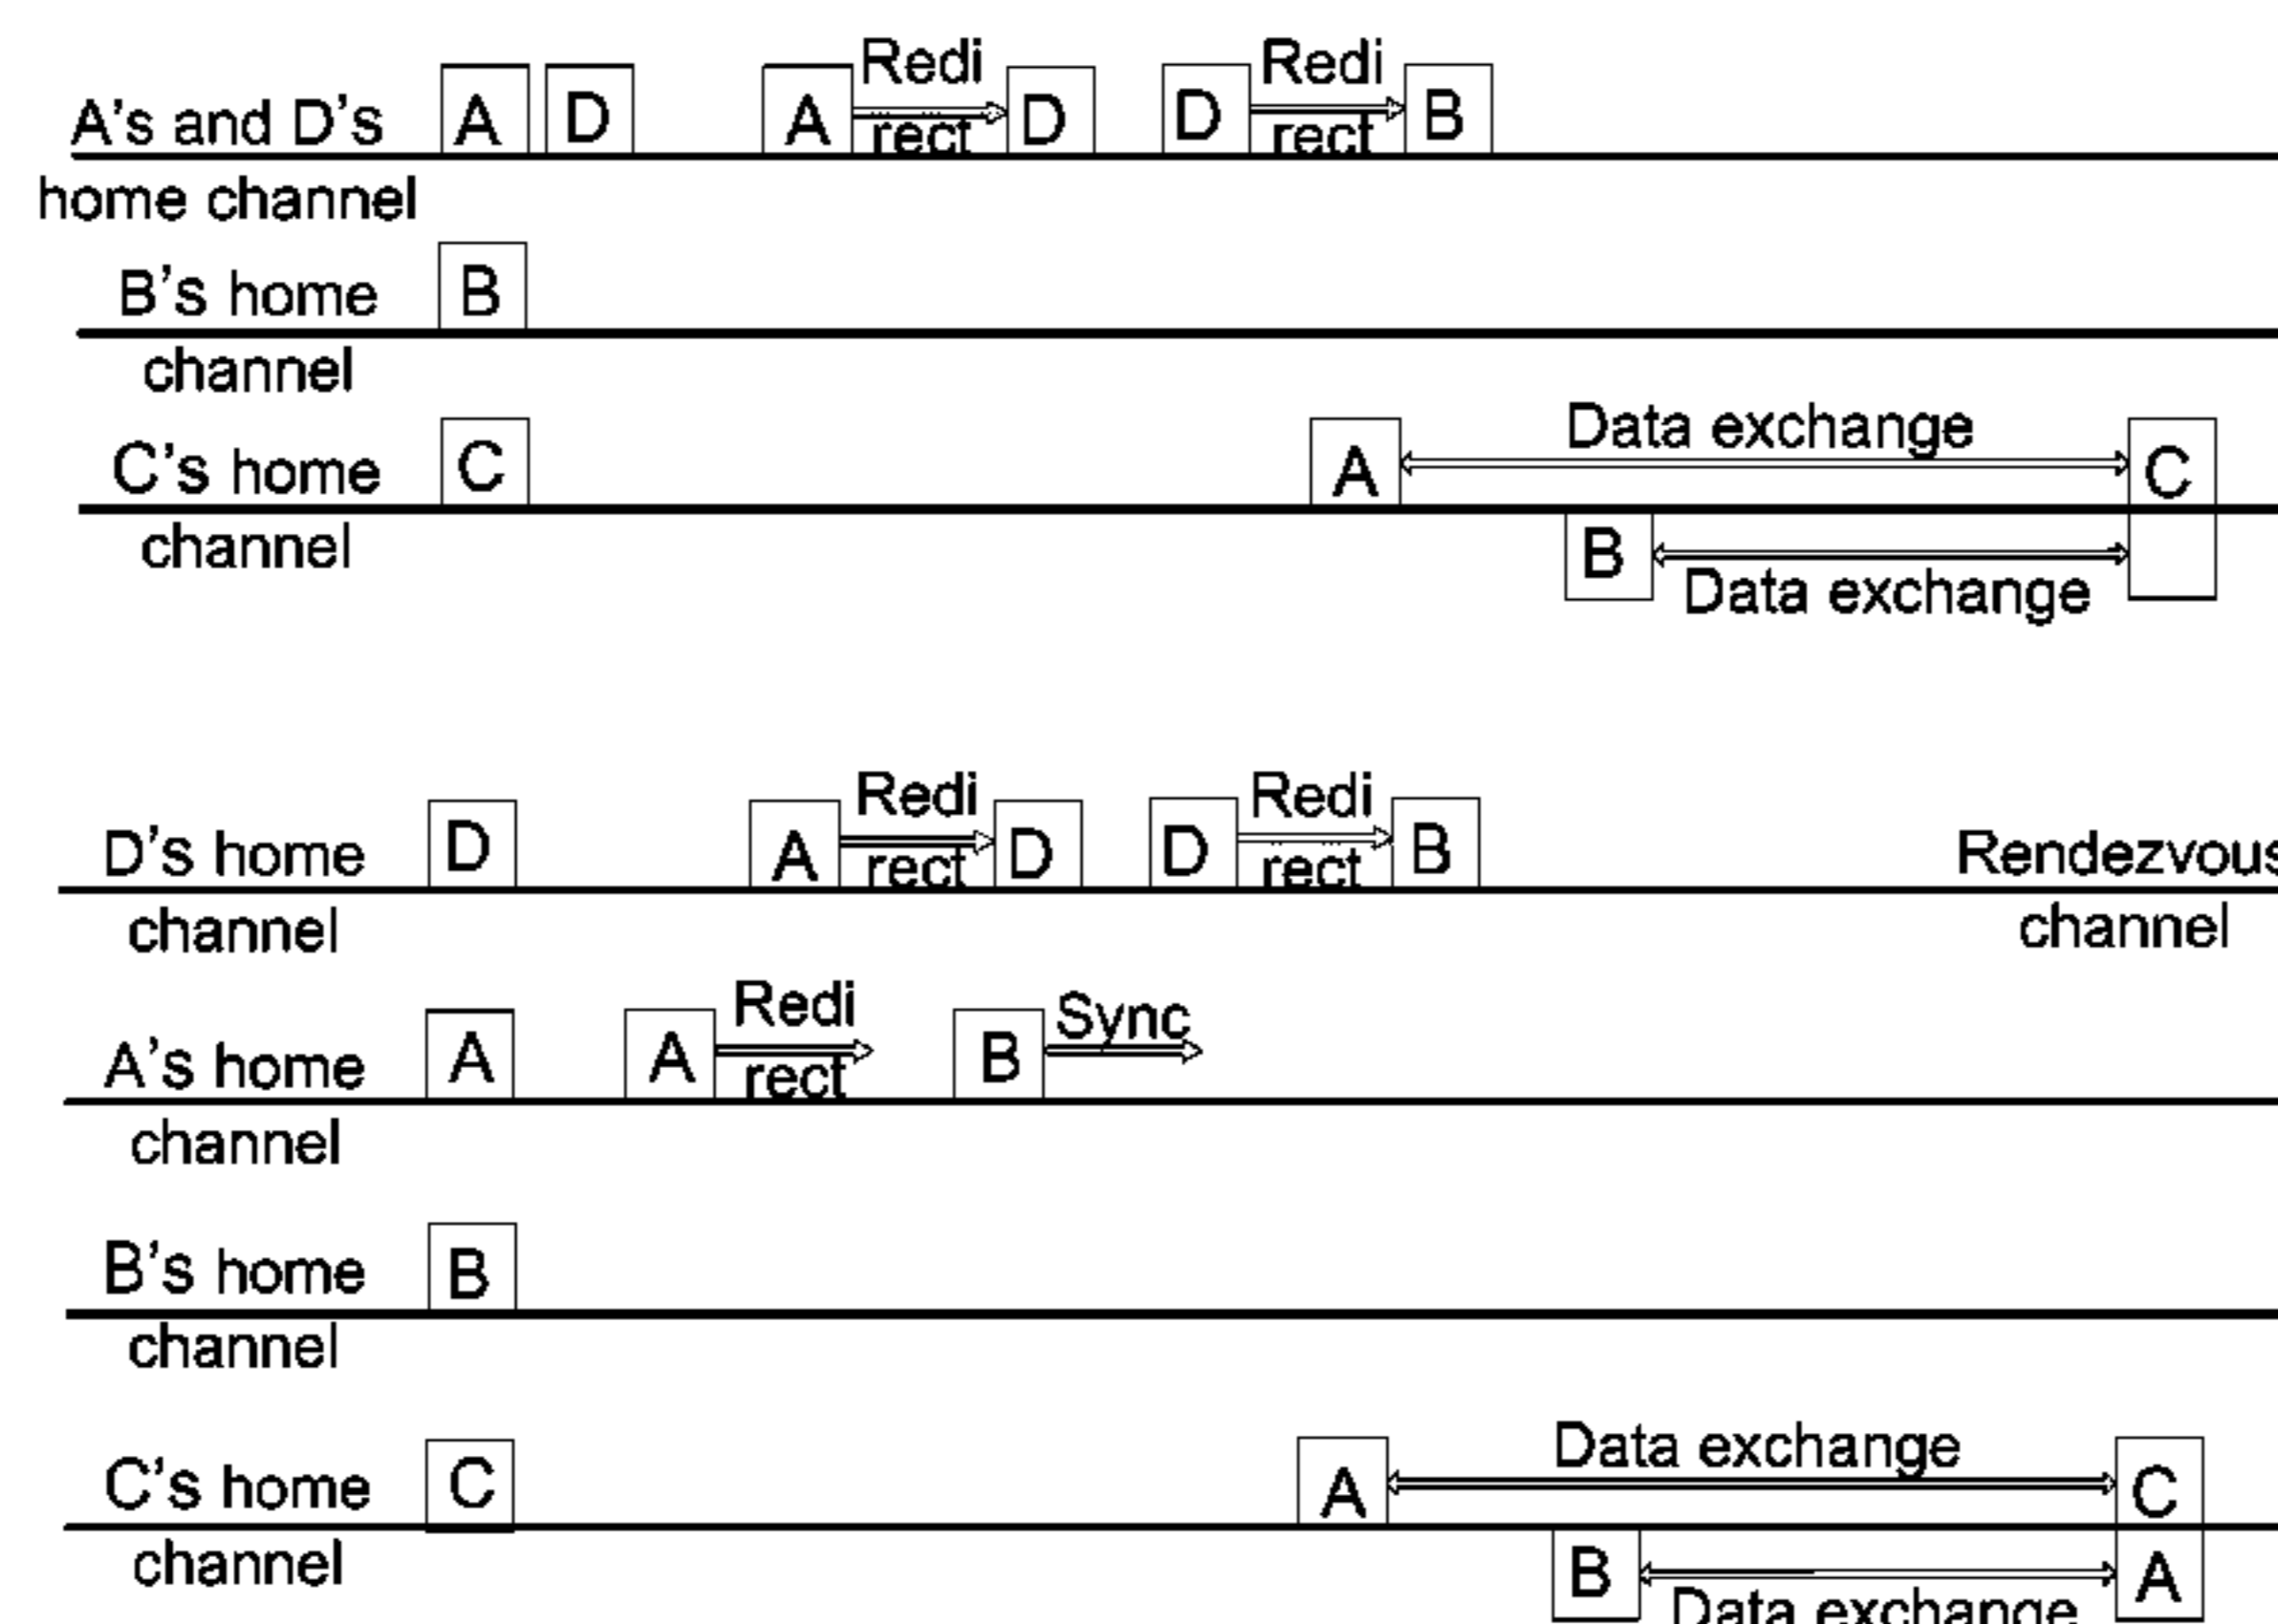 Redi Redi
A's and D's A D A rect D D rect B
home channel
B's home B
channel
Data exchange
C's home C A C
channel B
Data exchange
Redi Redi
D's home D A rect D D rect B Rendezvous
channel channel
Redi Sync
A's home A A rect B
channel
B's home B
channel
Data exchange
C's home C A C
channel B A
Data exchange